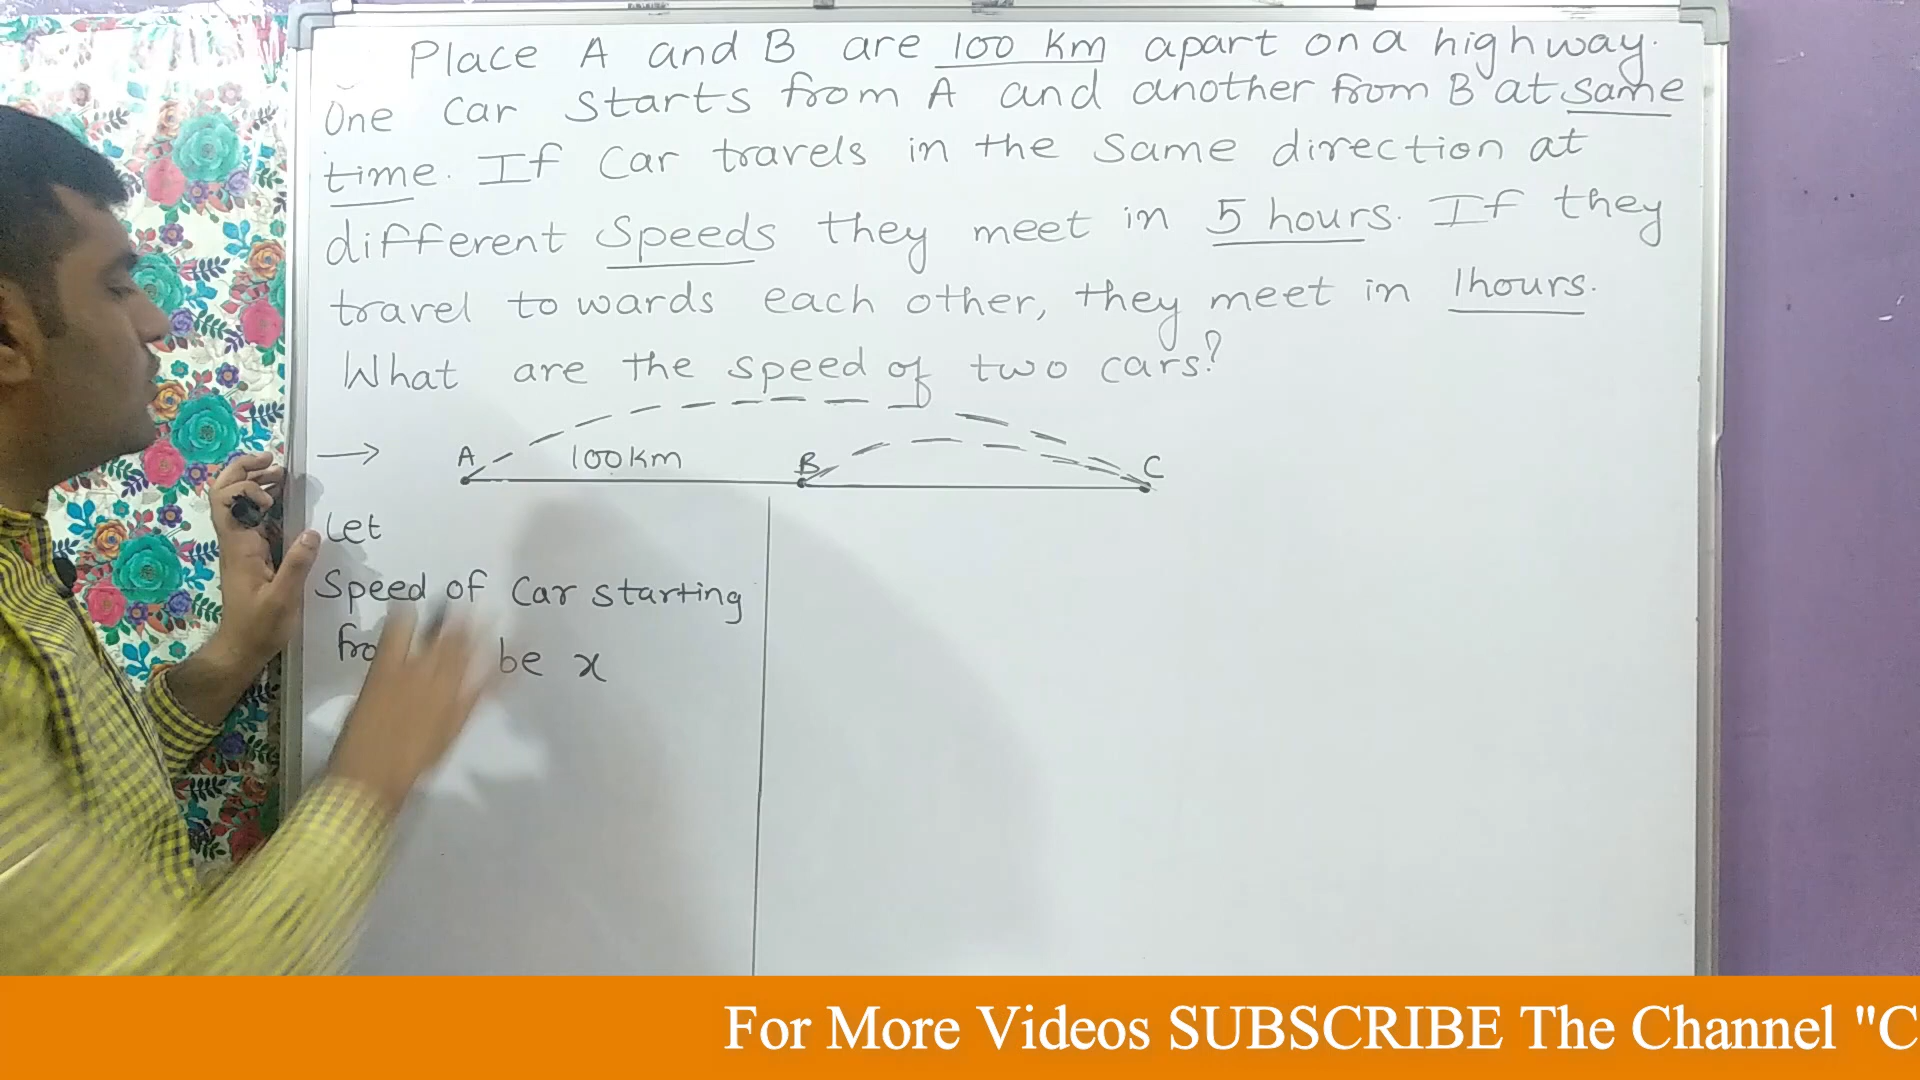 Place A and B are 100 Km apart on a highway.
One Car Starts from A and another from B at Same
time. If Car travels in the Same direction at
different Speeds they meet in 5 hours. If they
travel towards each other, they meet in 1hours.
What are the speed of two cars?
→ A 100Km B C
Let
Speed of Car starting
be x
For More Videos SUBSCRIBE The Channel "C